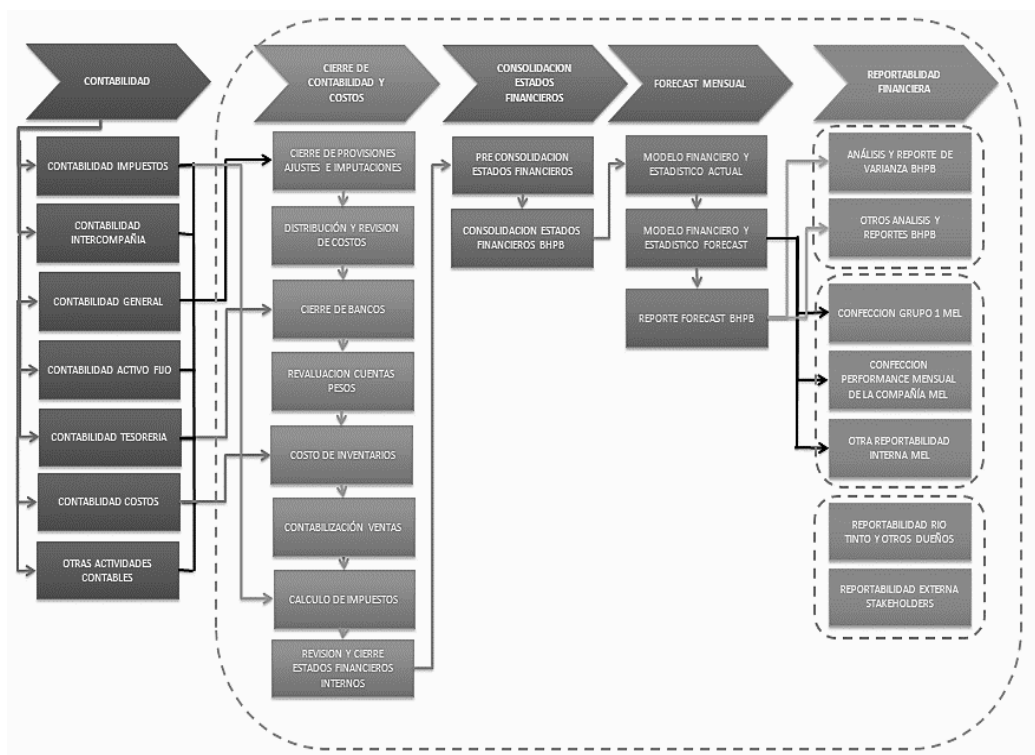 CONTABILIDAD
CONTABILIDAD IMPUESTOS
CONTABILIDAD
INTERCOMPAÑIA
CONTABILIDAD GENERAL
CONTABILIDAD ACTIVO FIJO
CONTABILIDAD TESORERIA
CONTABLIDAD COSTOS
OTRAS ACTIVIDADES
CONTABLES
CIERRE DE
CONTABILIDAD Y
COSTOS
CIERRE DE PROVISIONES
AJUSTES E IMPUTACIONES
DISTRIBUCIÓN Y REVISION
DE COSTOS
CIERRE DE BANCOS
REVALUACION CUENTAS
PESOS
COSTO DE INVENTARIOS
CONTABILIZACIÓN VENTAS
CALCULO DE IMPUESTOS
REVISION Y CIERRE
ESTADOS FINANCIEROS
INTERNOS
CONSOLIDACION
ESTADOS
FINANCIEROS
PRE CONSOLIDACION
ESTADOS FINANCIEROS
CONSOLIDACION ESTADOS
FINANCIEROS BHPB
FORECAST MENSUAL
MODELO FINANCIERO Y
ESTADISTICO ACTUAL
MODELO FINANCIERO Y
ESTADISTICO FORECAST
REPORTE FORECAST BHPB
REPORTABLIDAD
FINANCIERA
ANÁLISIS Y REPORTE DE
VARIANZA BHPB
OTROS ANALISIS Y
REPORTES BHPB
CONFECCION GRUPO 1 MEL
CONFECCION
PERFORMANCE MENSUAL
DE LA COMPAÑÍA MEL
OTRA REPORTABILIDAD
INTERNA MEL
REPORTABILIDAD RIO
TINTO Y OTROS DUEÑOS
REPORTABILIDAD EXTERNA
STAKEHOLDERS